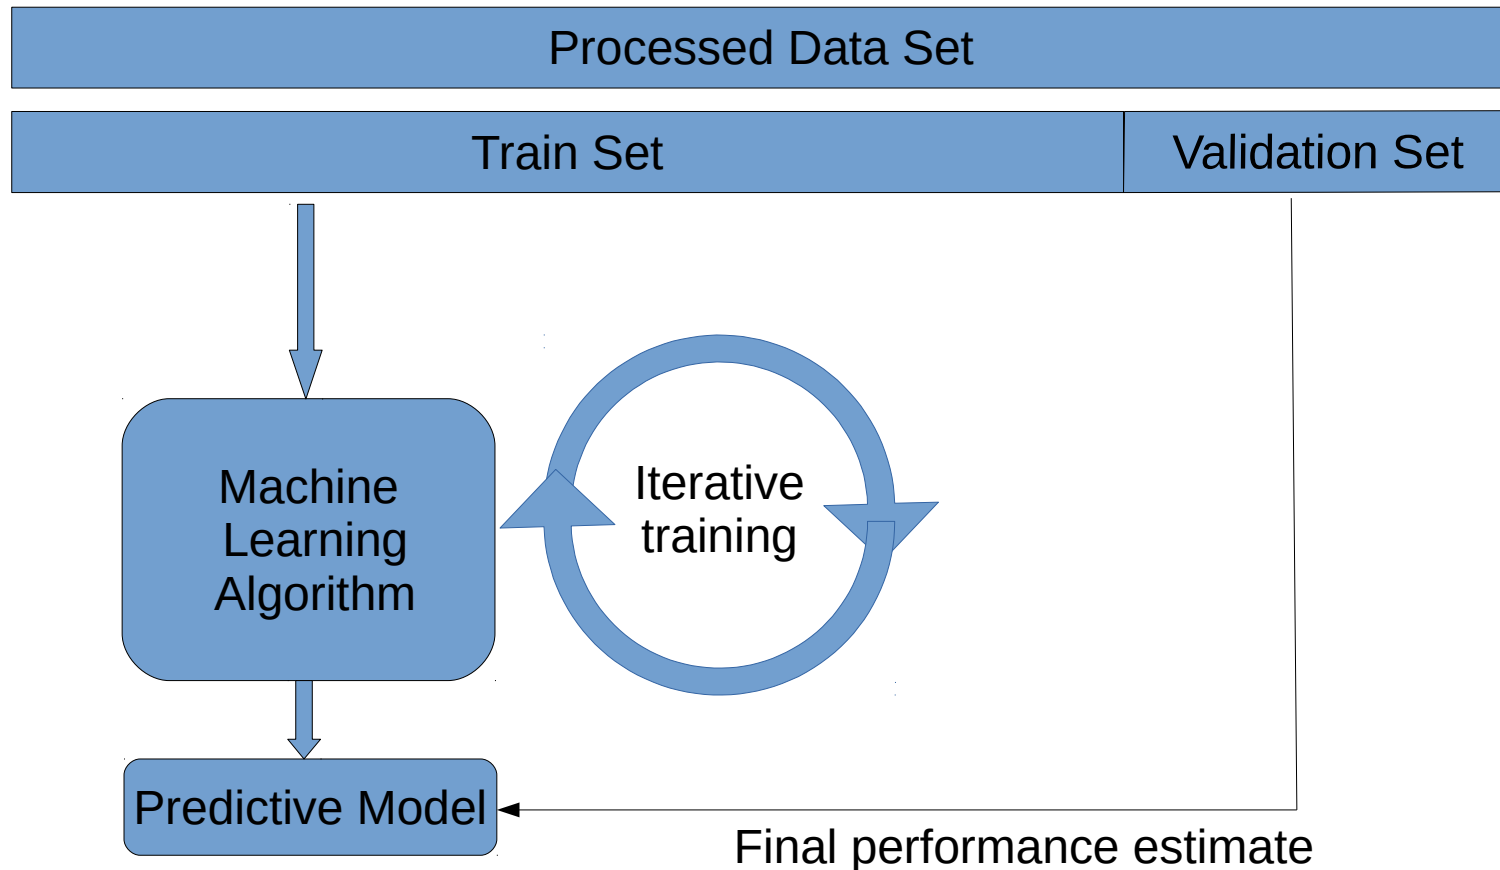 Processed Data Set
Train Set
Validation Set
Machine
Learning
Algorithm
Iterative
training
Predictive Model
Final performance estimate